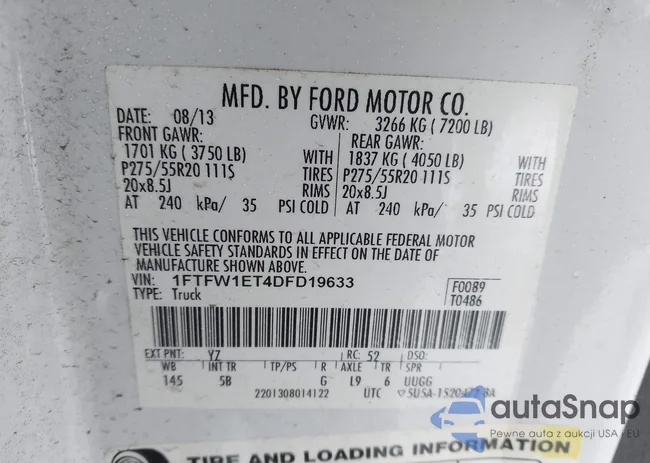 MFD. BY FORD MOTOR CO.
DATE: 08/13 GVWR: 3266 KG ( 7200 LB)
FRONT GAWR: REAR GAWR:
1701 KG ( 3750 LB) WITH 1837 KG ( 4050 LB) WITH
P275/55R20 111S TIRES P275/55R20 111S TIRES
20x8.5J RIMS 20x8.5J RIMS
AT 240 kPa/ 35 PSI COLD AT 240 kPa/ 35 PSI COLD
THIS VEHICLE CONFORMS TO ALL APPLICABLE FEDERAL MOTOR
VEHICLE SAFETY STANDARDS IN EFFECT ON THE DATE OF
MANUFACTURE SHOWN ABOVE.
VIN: 1FTFW1ET4DFD19633 F0089
TYPE: Truck T0486
EXT PNT: YZ RC: 52 DSO:
WB INT TR TP/PS R AXLE TR SPR
145 5B G L9 6 UUGG
2201308014122 UTC
autoSnap
Pewne auta z aukcji USA - EU
TIRE AND LOADING INFORMATION